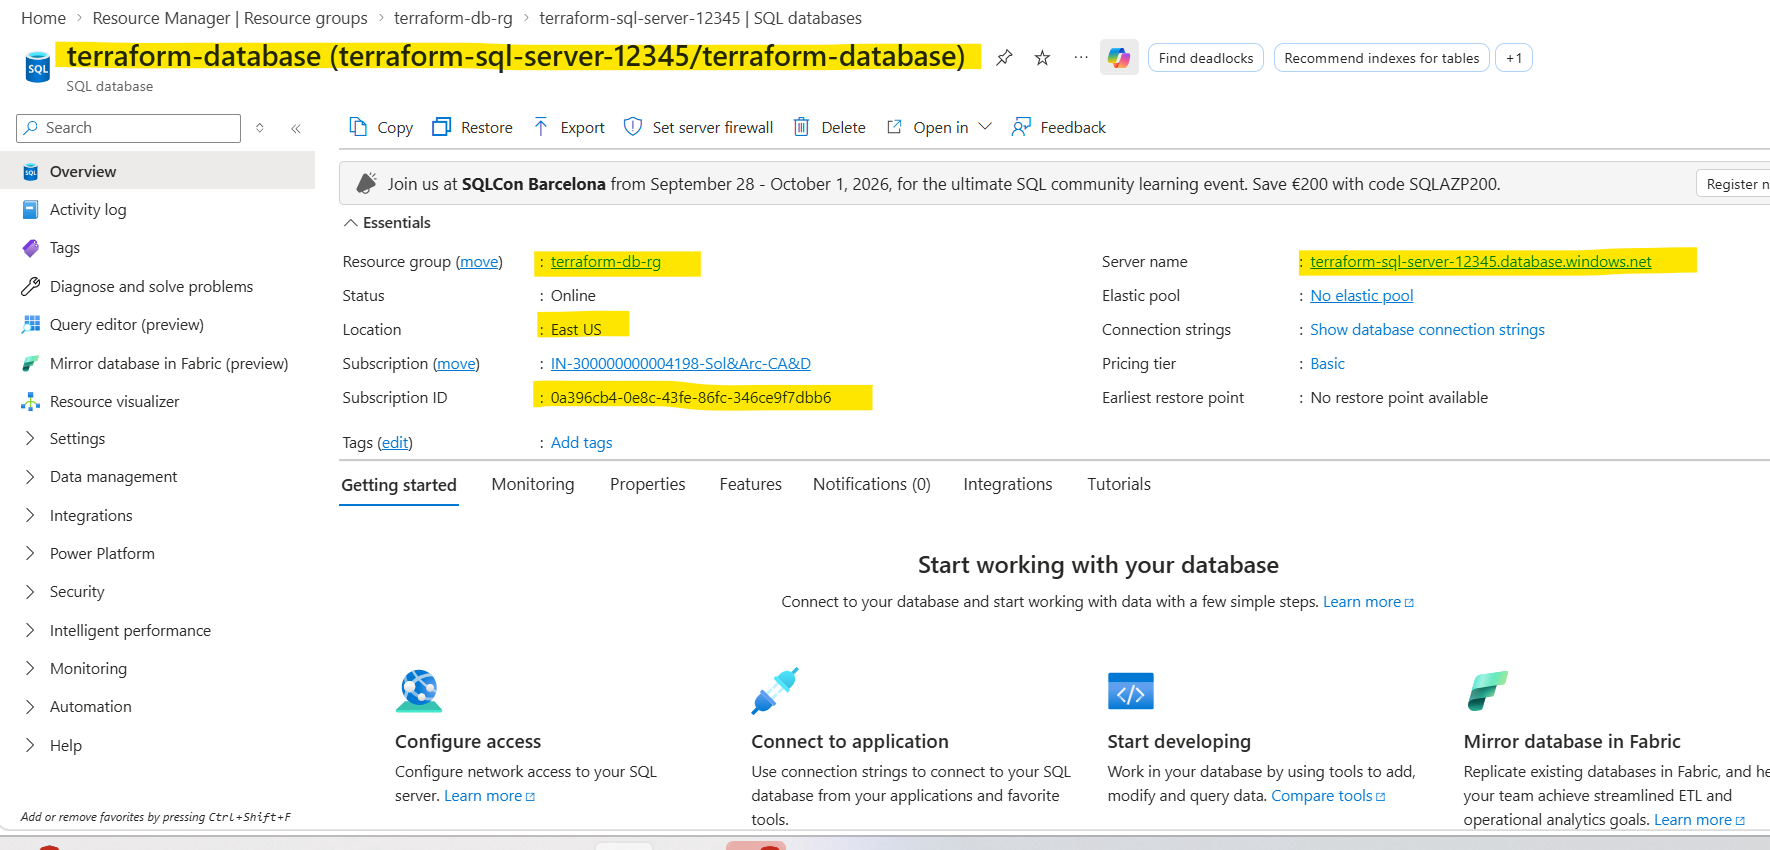 Home > Resource Manager | Resource groups > terraform-db-rg > terraform-sql-server-12345 | SQL databases
SQL
terraform-database (terraform-sql-server-12345/terraform-database)
...
Find deadlocks
Recommend indexes for tables
+1
SQL database
Search
Copy
Restore
Export
Set server firewall
Delete
Open in
Feedback
Overview
Activity log
Tags
Diagnose and solve problems
Query editor (preview)
Mirror database in Fabric (preview)
Resource visualizer
Settings
Data management
Integrations
Power Platform
Security
Intelligent performance
Monitoring
Automation
Help
Add or remove favorites by pressing Ctrl+Shift+F
Join us at SQLCon Barcelona from September 28 - October 1, 2026, for the ultimate SQL community learning event. Save €200 with code SQLAZP200.
Register
Essentials
Resource group (move) : terraform-db-rg
Status : Online
Location : East US
Subscription (move) : IN-300000000004198-Sol&Arc-CA&D
Subscription ID : 0a396cb4-0e8c-43fe-86fc-346ce9f7dbb6
Tags (edit) : Add tags
Server name : terraform-sql-server-12345.database.windows.net
Elastic pool : No elastic pool
Connection strings : Show database connection strings
Pricing tier : Basic
Earliest restore point : No restore point available
Getting started
Monitoring
Properties
Features
Notifications (0)
Integrations
Tutorials
Start working with your database
Connect to your database and start working with data with a few simple steps. Learn more
Configure access
Configure network access to your SQL
server. Learn more
Connect to application
Use connection strings to connect to your SQL
database from your applications and favorite
tools.
Start developing
Work in your database by using tools to add,
modify and query data. Compare tools
Mirror database in Fabric
Replicate existing databases in Fabric, and
your team achieve streamlined ETL and
operational analytics goals. Learn more